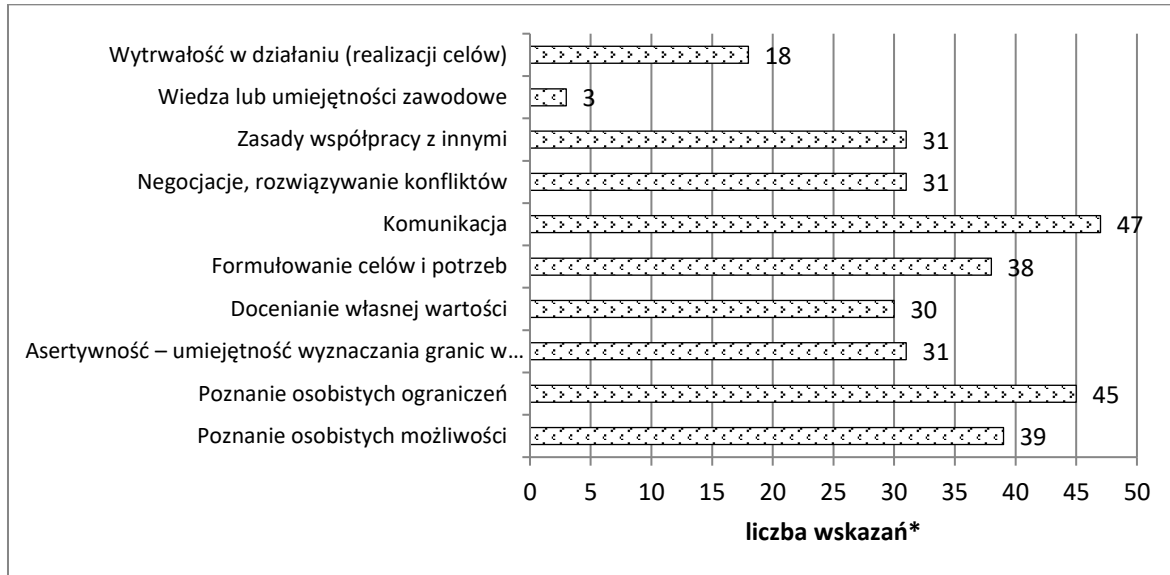 Wytrwałość w działaniu (realizacji celów) 18
Wiedza lub umiejętności zawodowe 3
Zasady współpracy z innymi 31
Negocjacje, rozwiązywanie konfliktów 31
Komunikacja 47
Formułowanie celów i potrzeb 38
Docenianie własnej wartości 30
Asertywność – umiejętność wyznaczania granic w... 31
Poznanie osobistych ograniczeń 45
Poznanie osobistych możliwości 39
0 5 10 15 20 25 30 35 40 45 50
liczba wskazań*